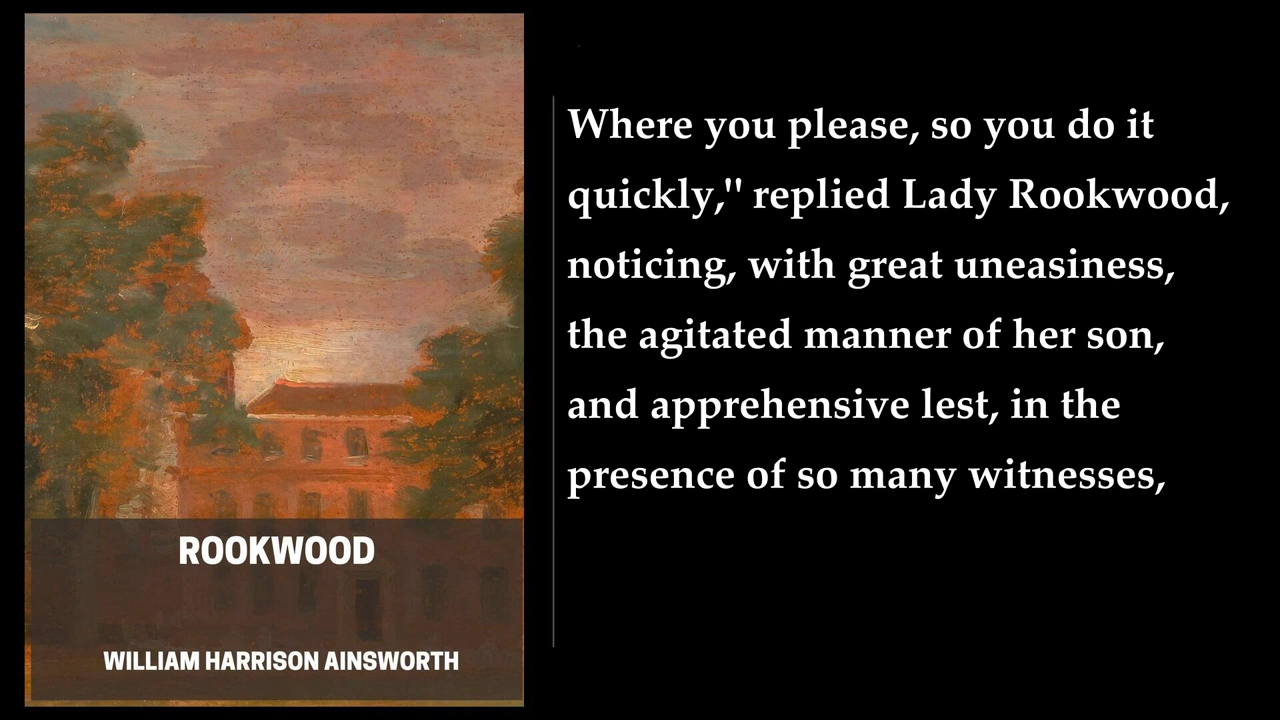 ROOKWOOD
WILLIAM HARRISON AINSWORTH
Where you please, so you do it
quickly," replied Lady Rookwood,
noticing, with great uneasiness,
the agitated manner of her son,
and apprehensive lest, in the
presence of so many witnesses,